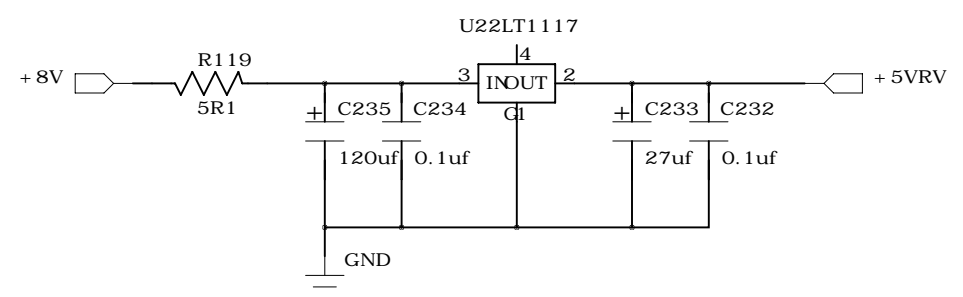 U22LT1117
R119
4
+8V
3
INOUT
2
+5VRV
5R1
G1
+
C235
C234
+
C233
C232
120uf
0.1uf
27uf
0.1uf
GND